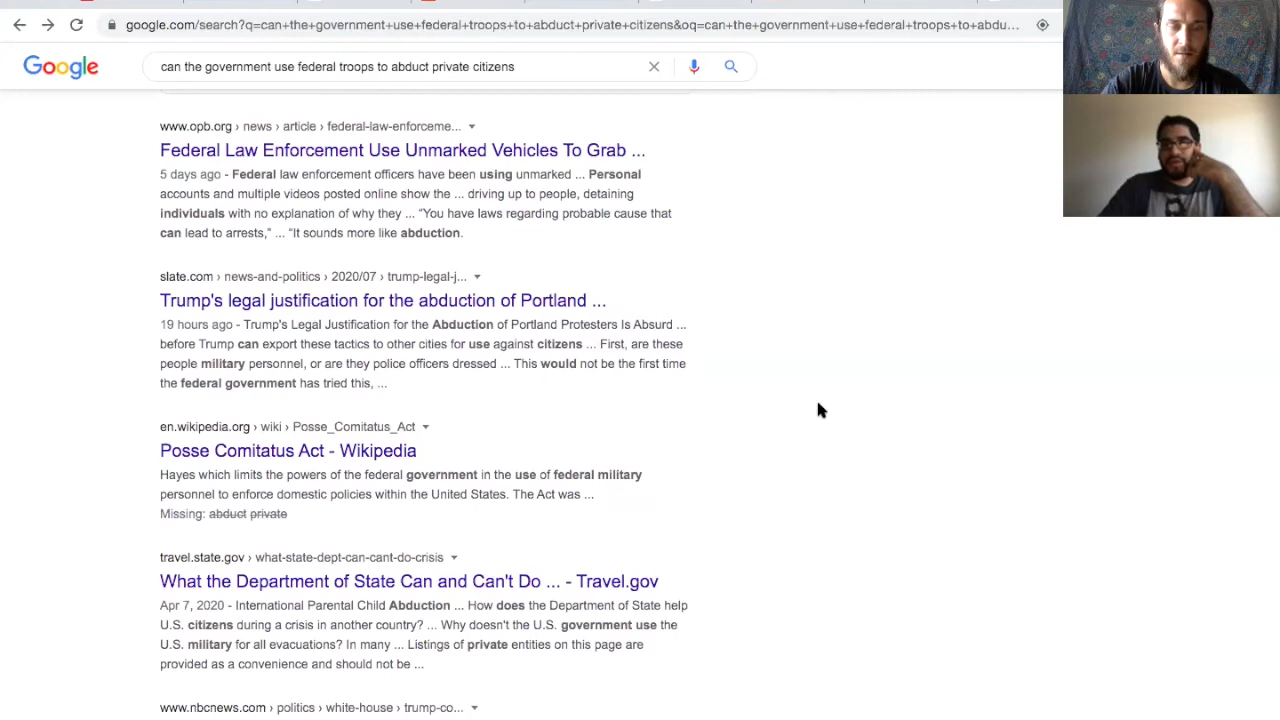 google.com/search?q=can+the+government+use+federal+troops+to+abduct+private+citizens&oq=can+the+government+use+federal+troops+to+abdu...
Google
can the government use federal troops to abduct private citizens
www.opb.org › news › article › federal-law-enforceme...
Federal Law Enforcement Use Unmarked Vehicles To Grab ...
5 days ago - Federal law enforcement officers have been using unmarked ... Personal
accounts and multiple videos posted online show the ... driving up to people, detaining
individuals with no explanation of why they ... “You have laws regarding probable cause that
can lead to arrests,” ... “It sounds more like abduction.
slate.com › news-and-politics › 2020/07 › trump-legal-j...
Trump's legal justification for the abduction of Portland ...
19 hours ago - Trump's Legal Justification for the Abduction of Portland Protesters Is Absurd ...
before Trump can export these tactics to other cities for use against citizens ... First, are these
people military personnel, or are they police officers dressed ... This would not be the first time
the federal government has tried this, ...
en.wikipedia.org › wiki › Posse_Comitatus_Act
Posse Comitatus Act - Wikipedia
Hayes which limits the powers of the federal government in the use of federal military
personnel to enforce domestic policies within the United States. The Act was ...
Missing: abduct private
travel.state.gov › what-state-dept-can-cant-do-crisis
What the Department of State Can and Can't Do ... - Travel.gov
Apr 7, 2020 - International Parental Child Abduction ... How does the Department of State help
U.S. citizens during a crisis in another country? ... Why doesn't the U.S. government use the
U.S. military for all evacuations? In many ... Listings of private entities on this page are
provided as a convenience and should not be ...
www.nbcnews.com › politics › white-house › trump-co...